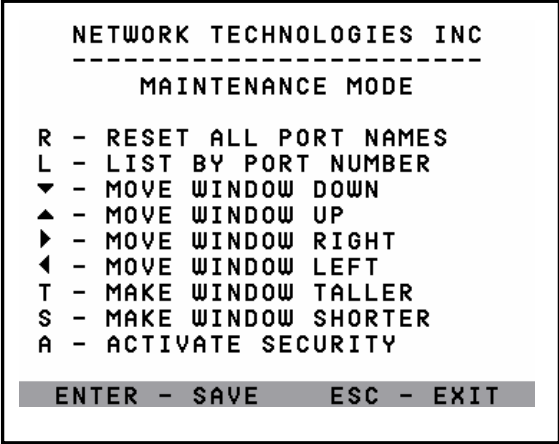 NETWORK TECHNOLOGIES INC
------------------------
MAINTENANCE MODE
R - RESET ALL PORT NAMES
L - LIST BY PORT NUMBER
▼ - MOVE WINDOW DOWN
▲ - MOVE WINDOW UP
▶ - MOVE WINDOW RIGHT
◀ - MOVE WINDOW LEFT
T - MAKE WINDOW TALLER
S - MAKE WINDOW SHORTER
A - ACTIVATE SECURITY
ENTER - SAVE    ESC - EXIT